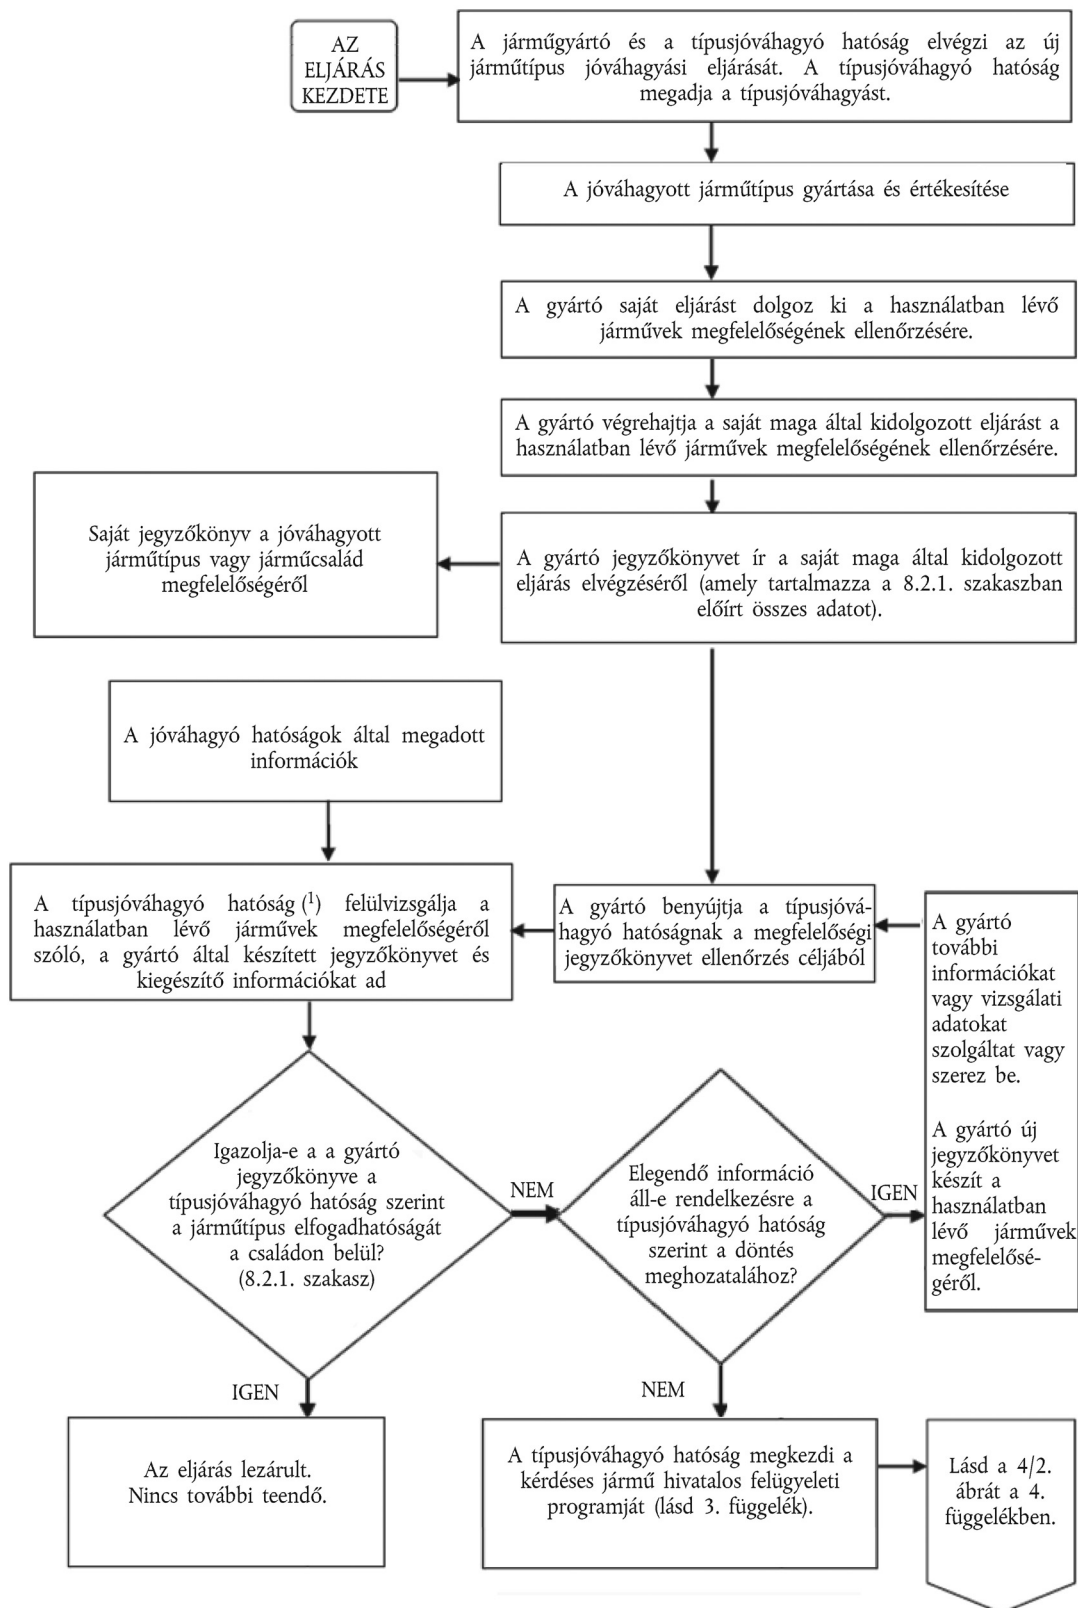 AZ
ELJÁRÁS
KEZDETE
A járműgyártó és a típusjóváhagyó hatóság elvégzi az új
járműtípus jóváhagyási eljárását. A típusjóváhagyó hatóság
megadja a típusjóváhagyást.
A jóváhagyott járműtípus gyártása és értékesítése
A gyártó saját eljárást dolgoz ki a használatban lévő
járművek megfelelőségének ellenőrzésére.
A gyártó végrehajtja a saját maga által kidolgozott eljárást a
használatban lévő járművek megfelelőségének ellenőrzésére.
Saját jegyzőkönyv a jóváhagyott
járműtípus vagy járműcsalád
megfelelőségéről
A gyártó jegyzőkönyvet ír a saját maga által kidolgozott
eljárás elvégzéséről (amely tartalmazza a 8.2.1. szakaszban
előírt összes adatot).
A jóváhagyó hatóságok által megadott
információk
A típusjóváhagyó hatóság (1) felülvizsgálja a
használatban lévő járművek megfelelőségéről
szóló, a gyártó által készített jegyzőkönyvet és
kiegészítő információkat ad
A gyártó benyújtja a típusjóvá-
hagyó hatóságnak a megfelelőségi
jegyzőkönyvet ellenőrzés céljából
A gyártó
további
információkat
vagy vizsgálati
adatokat
szolgáltat vagy
szerez be.
A gyártó új
jegyzőkönyvet
készít a
használatban
lévő járművek
megfelelősé-
géről.
Igazolja-e a a gyártó
jegyzőkönyve a
típusjóváhagyó hatóság szerint
a járműtípus elfogadhatóságát
a családon belül?
(8.2.1. szakasz)
NEM
Elegendő információ
áll-e rendelkezésre a
típusjóváhagyó hatóság
szerint a döntés
meghozatalához?
IGEN
IGEN
NEM
Az eljárás lezárult.
Nincs további teendő.
A típusjóváhagyó hatóság megkezdi a
kérdéses jármű hivatalos felügyeleti
programját (lásd 3. függelék).
Lásd a 4/2.
ábrát a 4.
függelékben.